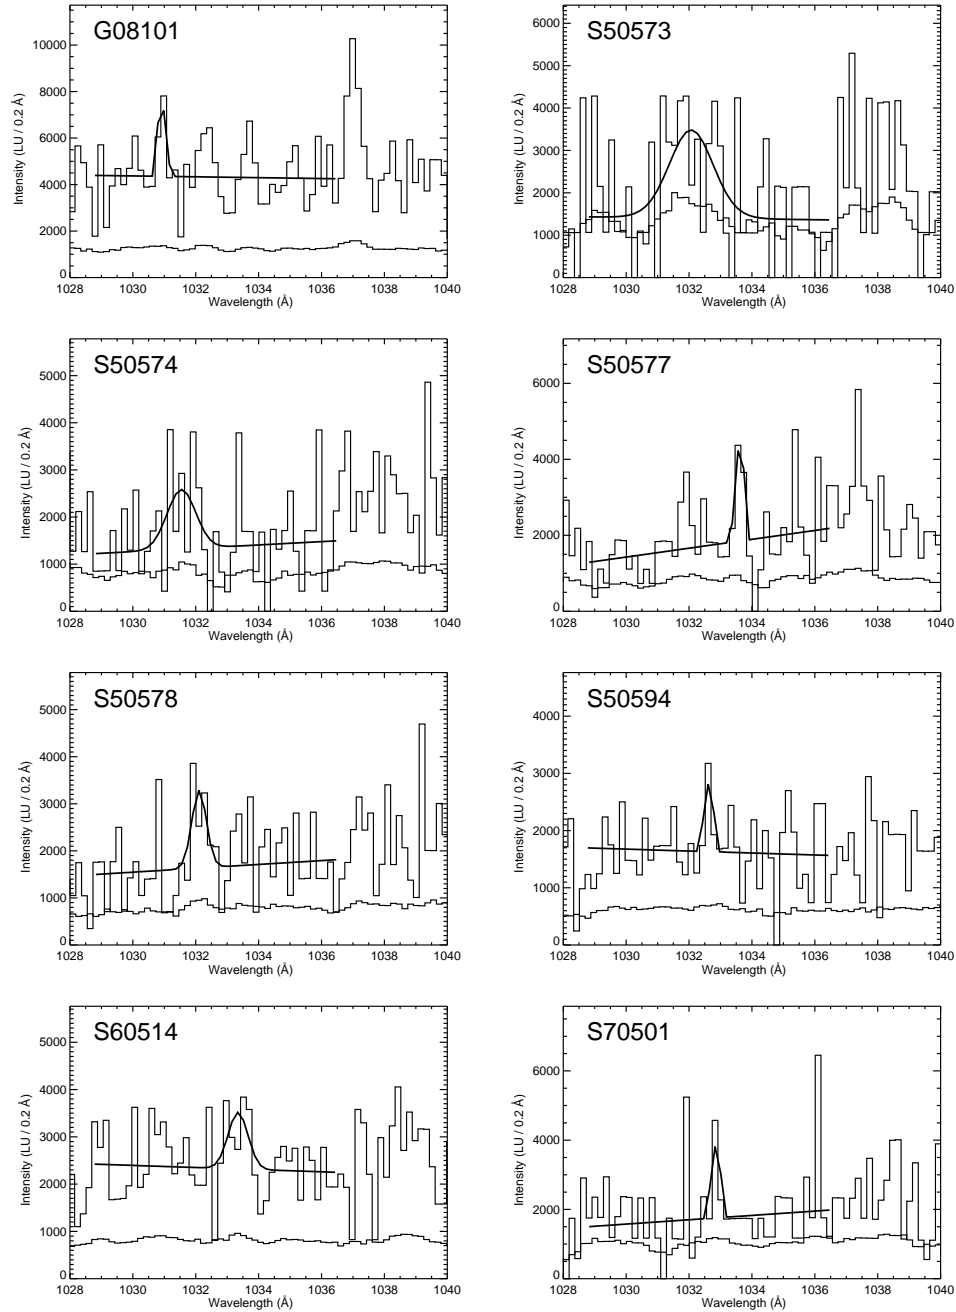 G08101
Intensity (LU / 0.2 Å)
10000
8000
6000
4000
2000
0
1028 1030 1032 1034 1036 1038 1040
Wavelength (Å)
S50573
Intensity (LU / 0.2 Å)
6000
5000
4000
3000
2000
1000
0
1028 1030 1032 1034 1036 1038 1040
Wavelength (Å)
S50574
Intensity (LU / 0.2 Å)
5000
4000
3000
2000
1000
0
1028 1030 1032 1034 1036 1038 1040
Wavelength (Å)
S50577
Intensity (LU / 0.2 Å)
6000
4000
2000
0
1028 1030 1032 1034 1036 1038 1040
Wavelength (Å)
S50578
Intensity (LU / 0.2 Å)
5000
4000
3000
2000
1000
0
1028 1030 1032 1034 1036 1038 1040
Wavelength (Å)
S50594
Intensity (LU / 0.2 Å)
4000
3000
2000
1000
0
1028 1030 1032 1034 1036 1038 1040
Wavelength (Å)
S60514
Intensity (LU / 0.2 Å)
5000
4000
3000
2000
1000
0
1028 1030 1032 1034 1036 1038 1040
Wavelength (Å)
S70501
Intensity (LU / 0.2 Å)
6000
4000
2000
0
1028 1030 1032 1034 1036 1038 1040
Wavelength (Å)